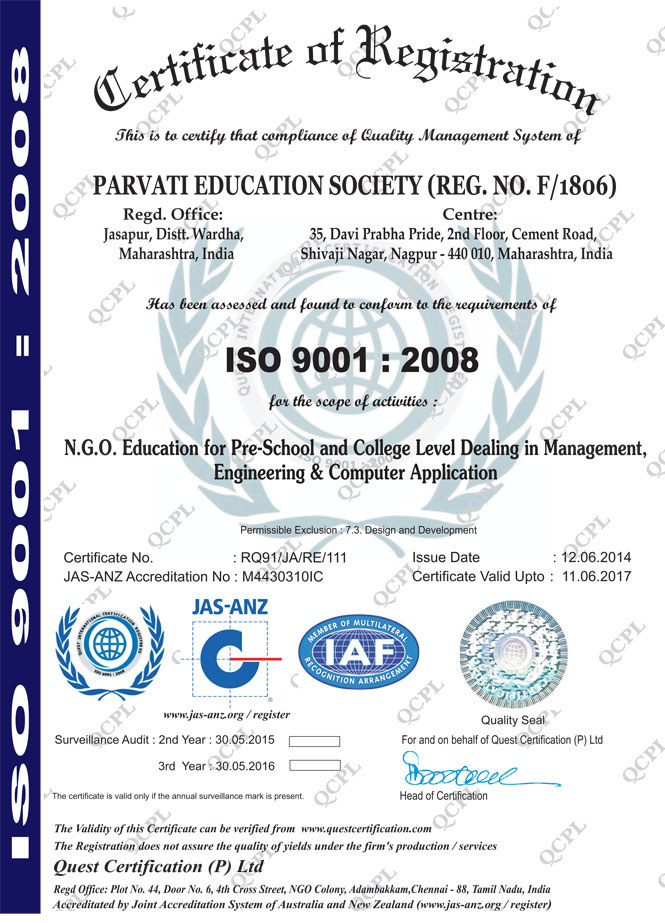 Certificate of Registration
This is to certify that compliance of Quality Management System of
PARVATI EDUCATION SOCIETY (REG. NO. F/1806)
Regd. Office:
Jasapur, Distt. Wardha,
Maharashtra, India
Centre:
35, Davi Prabha Pride, 2nd Floor, Cement Road,
Shivaji Nagar, Nagpur - 440 010, Maharashtra, India
Has been assessed and found to conform to the requirements of
ISO 9001 : 2008
for the scope of activities :
N.G.O. Education for Pre-School and College Level Dealing in Management,
Engineering & Computer Application
Permissible Exclusion : 7.3. Design and Development
Certificate No. : RQ91/JA/RE/111
JAS-ANZ Accreditation No : M4430310IC
Issue Date : 12.06.2014
Certificate Valid Upto : 11.06.2017
QUEST INTERNATIONAL CERTIFICATION REGISTERED
ISO 9001 : 2008
JAS-ANZ
C
www.jas-anz.org / register
MEMBER OF MULTILATERAL
IAF
RECOGNITION ARRANGEMENT
Quality Seal
Surveillance Audit : 2nd Year : 30.05.2015
3rd Year : 30.05.2016
For and on behalf of Quest Certification (P) Ltd
Head of Certification
The certificate is valid only if the annual surveillance mark is present.
The Validity of this Certificate can be verified from www.questcertification.com
The Registration does not assure the quality of yields under the firm's production / services
Quest Certification (P) Ltd
Regd Office: Plot No. 44, Door No. 6, 4th Cross Street, NGO Colony, Adambakkam,Chennai - 88, Tamil Nadu, India
Accredited by Joint Accreditation System of Australia and New Zealand (www.jas-anz.org / register)
ISO 9001 = 2008
QCPL